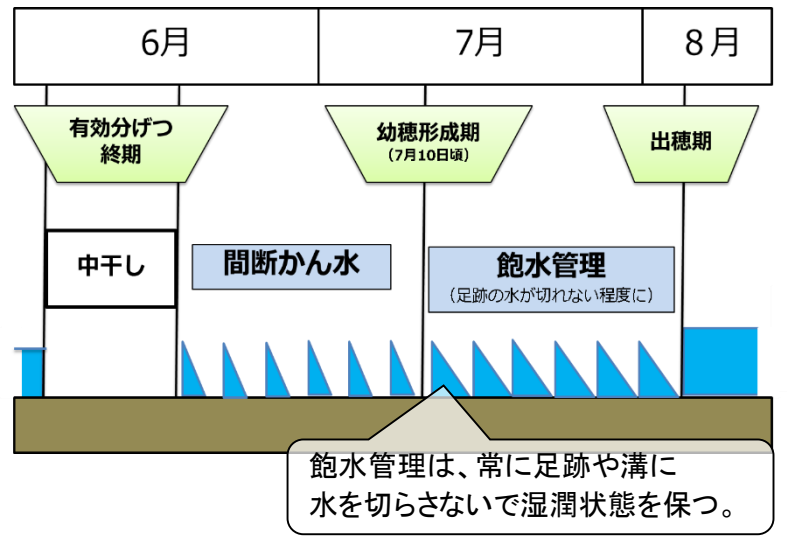 6月
7月
8月
有効分げつ
終期
幼穂形成期
(7月10日頃)
出穂期
中干し
間断かん水
飽水管理
(足跡の水が切れない程度に)
飽水管理は、常に足跡や溝に
水を切らさないで湿潤状態を保つ。